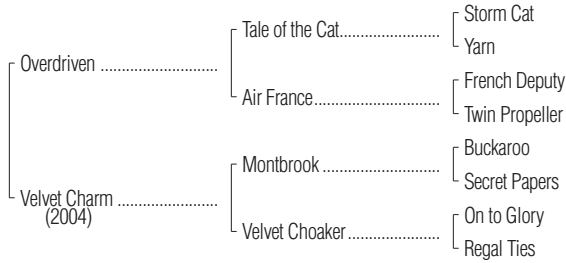 Storm Cat
Tale of the Cat........................
Yarn
Overdriven .............................
French Deputy
Air France...............................
Twin Propeller
Buckaroo
Montbrook .............................
Secret Papers
Velvet Charm .........................
(2004)
On to Glory
Velvet Choaker.......................
Regal Ties